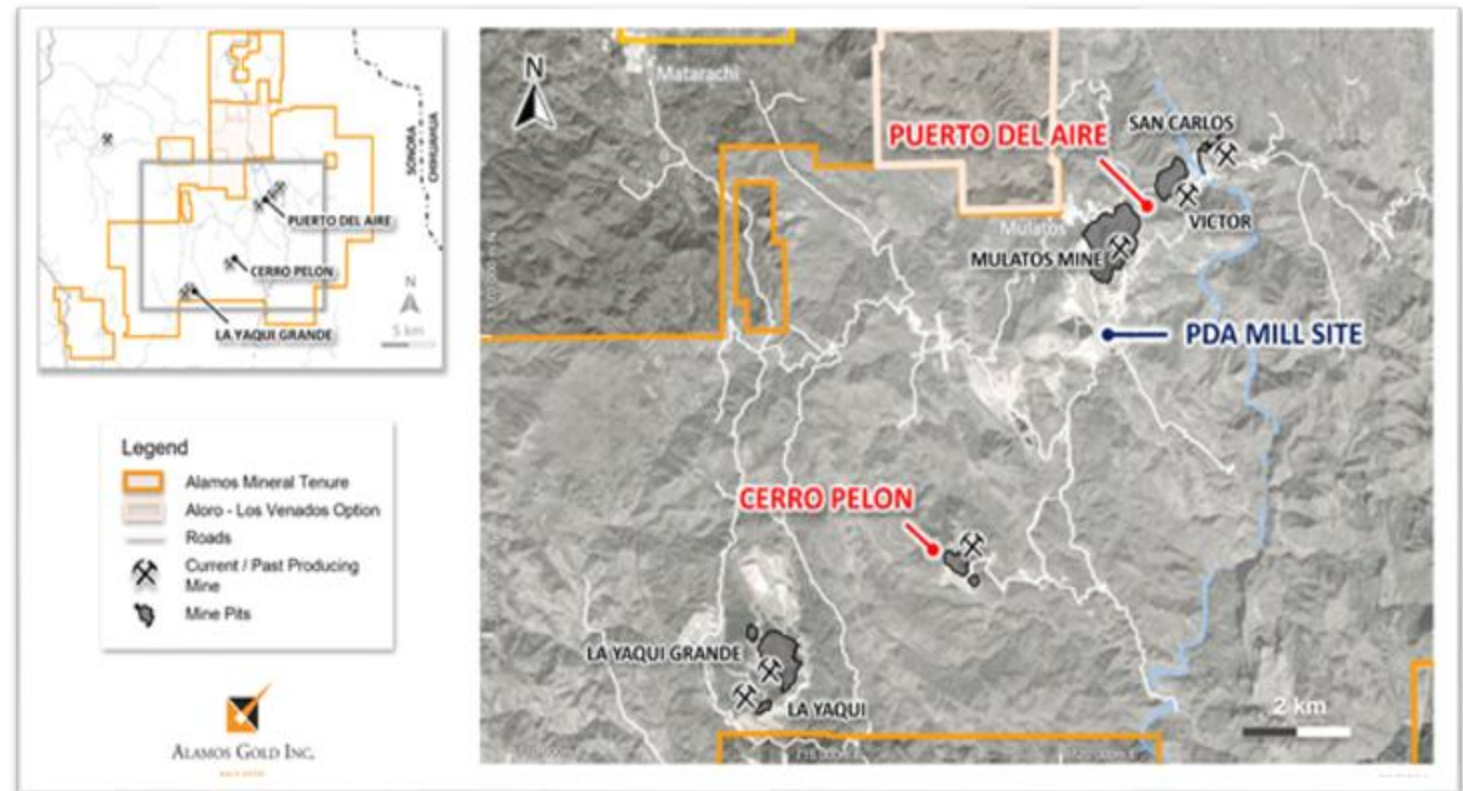 SONORA
CHIHUAHUA
PUERTO DEL AIRE
CERRO PELON
LA YAQUI GRANDE
N
5 km
Legend
Alamos Mineral Tenure
Aloro - Los Venados Option
Roads
Current / Past Producing
Mine
Mine Pits
ALAMOS GOLD INC.
N
Matarachi
PUERTO DEL AIRE
SAN CARLOS
VICTOR
Mulatos
MULATOS MINE
PDA MILL SITE
CERRO PELON
LA YAQUI GRANDE
LA YAQUI
2 km